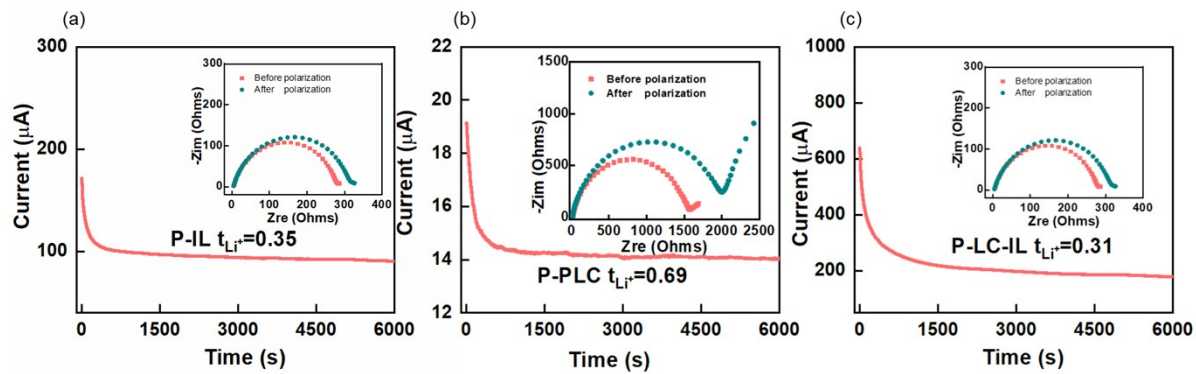 (a)
300
200
100
0
Current (μA)
0 1500 3000 4500 6000
Time (s)
P-IL tLi+=0.35
300
200
100
0
-Zim (Ohms)
0 100 200 300 400
Zre (Ohms)
Before polarization
After polarization
(b)
22
20
18
16
14
12
Current (μA)
0 1500 3000 4500 6000
Time (s)
P-PLC tLi+=0.69
1500
1000
500
0
-Zim (Ohms)
0 500 1000 1500 2000 2500
Zre (Ohms)
Before polarization
After polarization
(c)
1000
800
600
400
200
Current (μA)
0 1500 3000 4500 6000
Time (s)
P-LC-IL tLi+=0.31
300
200
100
0
-Zim (Ohms)
0 100 200 300 400
Zre (Ohms)
Before polarization
After polarization